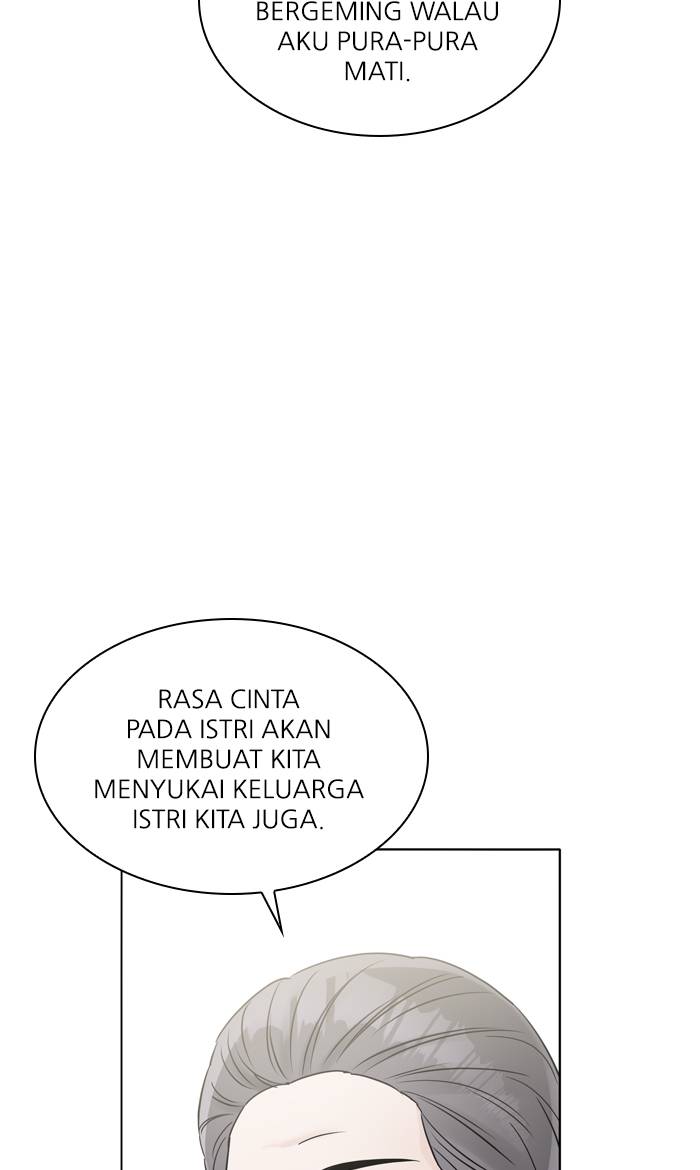 BERGEMING WALAU
AKU PURA-PURA
MATI.
RASA CINTA
PADA ISTRI AKAN
MEMBUAT KITA
MENYUKAI KELUARGA
ISTRI KITA JUGA.